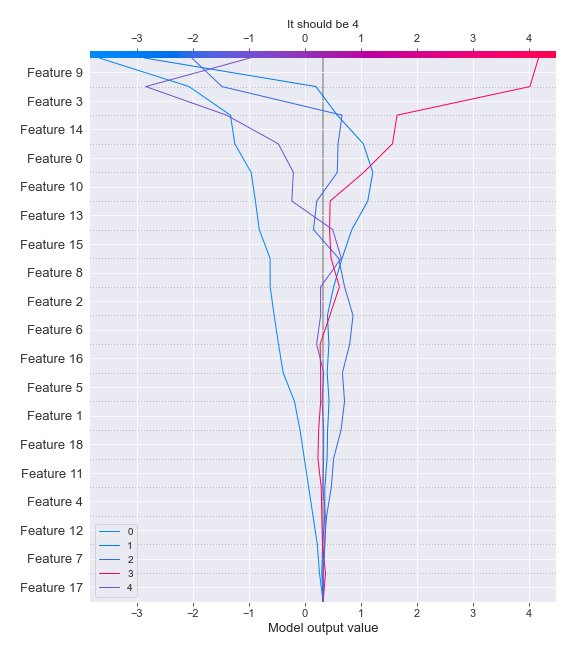 It should be 4
−3 −2 −1 0 1 2 3 4
Feature 9
Feature 3
Feature 14
Feature 0
Feature 10
Feature 13
Feature 15
Feature 8
Feature 2
Feature 6
Feature 16
Feature 5
Feature 1
Feature 18
Feature 11
Feature 4
Feature 12
Feature 7
Feature 17
0
1
2
3
4
−3 −2 −1 0 1 2 3 4
Model output value